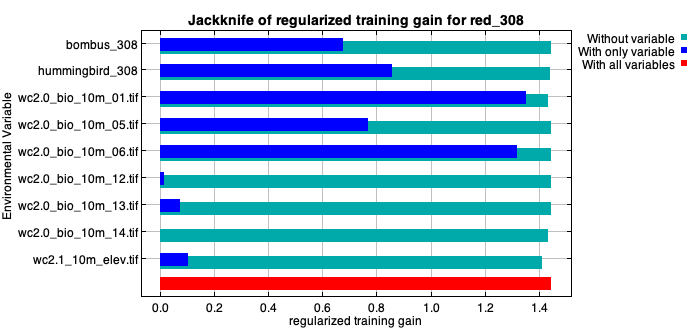 Jackknife of regularized training gain for red_308
Without variable
With only variable
With all variables
Environmental Variable
bombus_308
hummingbird_308
wc2.0_bio_10m_01.tif
wc2.0_bio_10m_05.tif
wc2.0_bio_10m_06.tif
wc2.0_bio_10m_12.tif
wc2.0_bio_10m_13.tif
wc2.0_bio_10m_14.tif
wc2.1_10m_elev.tif
0.0 0.2 0.4 0.6 0.8 1.0 1.2 1.4
regularized training gain